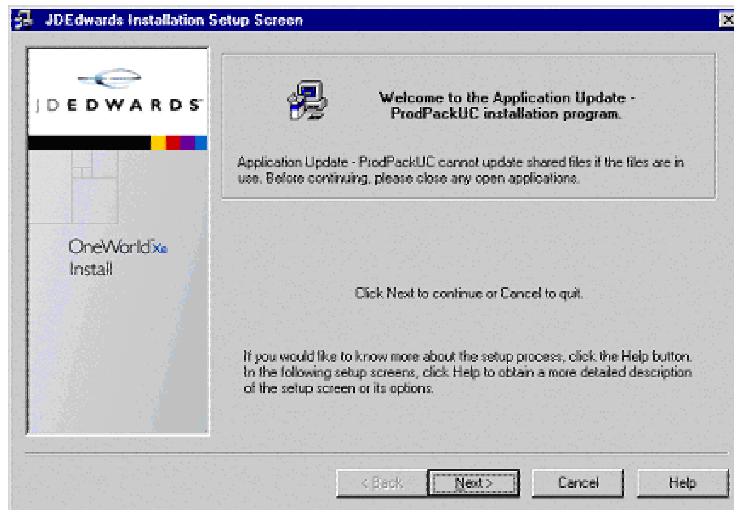 JDEdwards Installation Setup Screen
JDEDWARDS
OneWorld Xe
Install
Welcome to the Application Update -
ProdPackUC installation program.
Application Update - ProdPackUC cannot update shared files if the files are in
use. Before continuing, please close any open applications.
Click Next to continue or Cancel to quit.
If you would like to know more about the setup process, click the Help button.
In the following setup screens, click Help to obtain a more detailed description
of the setup screen or its options.
< Back
Next >
Cancel
Help